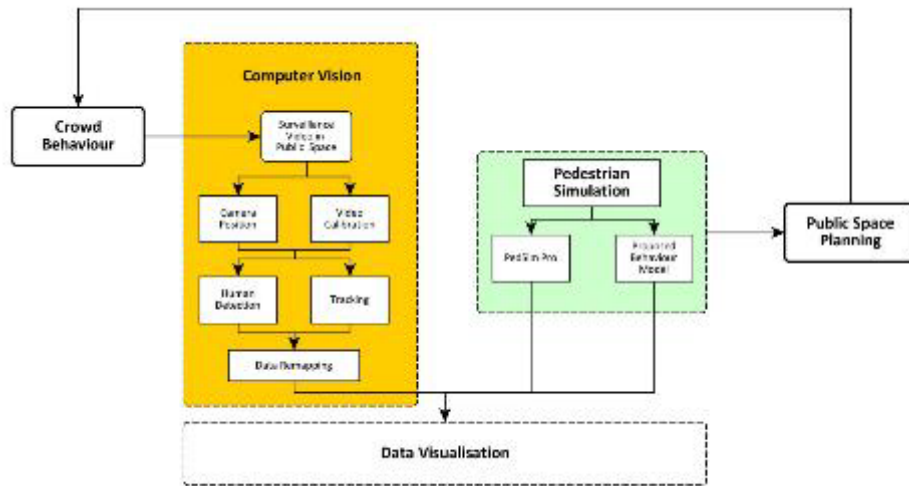 Computer Vision
Crowd
Behaviour
Surveillance
Video in
Public Space
Pedestrian
Simulation
Camera
Position
Video
Calibration
Public Space
Planning
PedSim Pro
Proposed
Behaviour
Model
Human
Detection
Tracking
Data Remapping
Data Visualisation